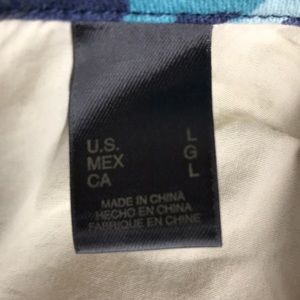 U.S. L
MEX G
CA L
MADE IN CHINA
HECHO EN CHINA
FABRIQUE EN CHINE